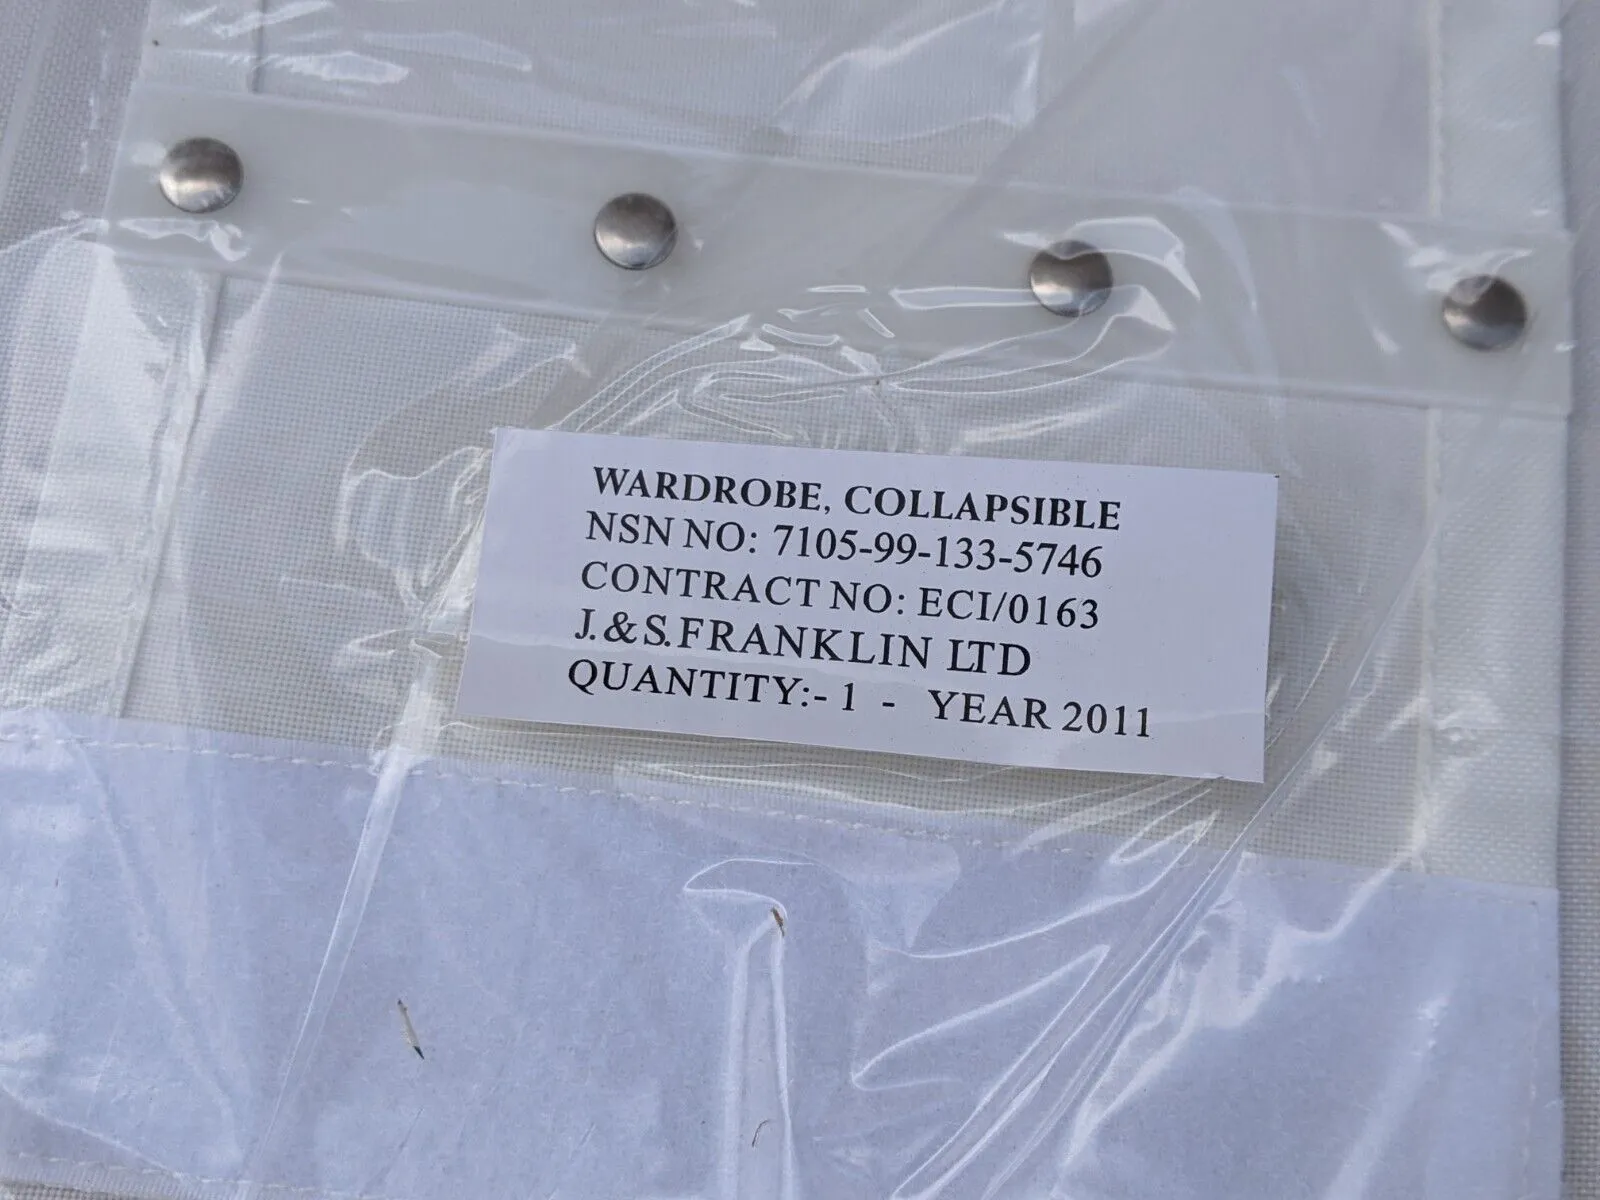 WARDROBE, COLLAPSIBLE
NSN NO: 7105-99-133-5746
CONTRACT NO: ECI/0163
J.&S.FRANKLIN LTD
QUANTITY:- 1 - YEAR 2011